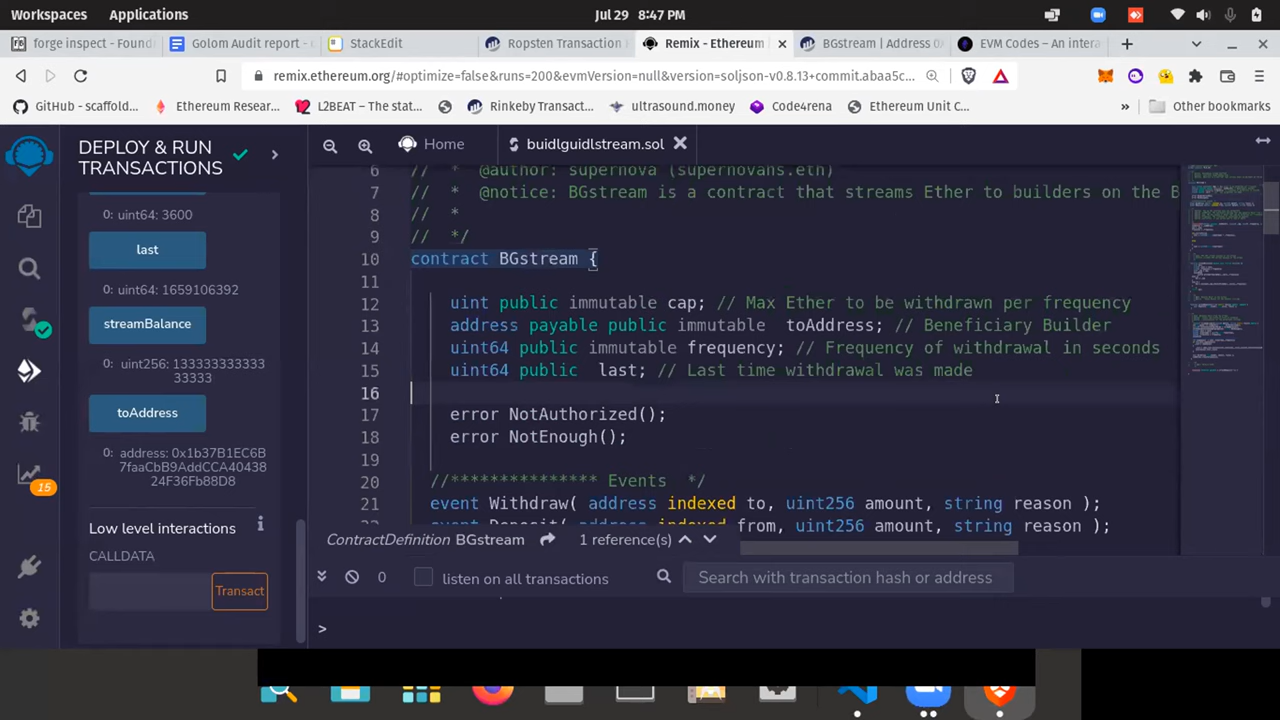 Workspaces Applications Jul 29 8:47 PM
forge inspect - Foun Golom Audit report - StackEdit Ropsten Transaction Remix - Ethereum BGstream | Address 0x EVM Codes – An intera
remix.ethereum.org/#optimize=false&runs=200&evmVersion=null&version=soljson-v0.8.13+commit.abaa5c...
GitHub - scaffold... Ethereum Resear... L2BEAT – The stat... Rinkeby Transact... ultrasound.money Code4rena Ethereum Unit C... » Other bookmarks
DEPLOY & RUN
TRANSACTIONS
0: uint64: 3600
last
0: uint64: 1659106392
streamBalance
0: uint256: 133333333333
33333
toAddress
0: address: 0x1b37B1EC6B
7faaCbB9AddCCA40438
24F36Fb88D8
Low level interactions
CALLDATA
Transact
15
Home buidlguidlstream.sol
6 // * @author: supernova (supernovans.eth)
7 // * @notice: BGstream is a contract that streams Ether to builders on the B
8 // *
9 // */
10 contract BGstream {
11
12 uint public immutable cap; // Max Ether to be withdrawn per frequency
13 address payable public immutable toAddress; // Beneficiary Builder
14 uint64 public immutable frequency; // Frequency of withdrawal in seconds
15 uint64 public last; // Last time withdrawal was made
16
17 error NotAuthorized();
18 error NotEnough();
19
20 //*************** Events */
21 event Withdraw( address indexed to, uint256 amount, string reason );
22 event Deposit( address indexed from, uint256 amount, string reason );
ContractDefinition BGstream 1 reference(s)
0 listen on all transactions Search with transaction hash or address
>